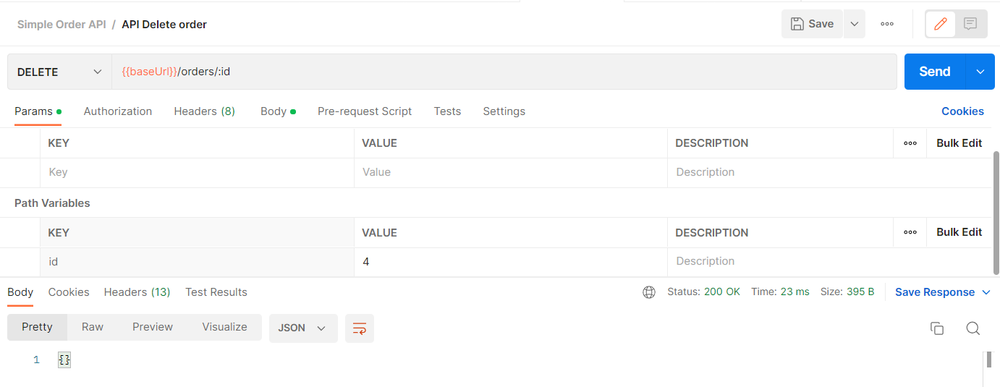 Simple Order API / API Delete order Save
DELETE {{baseUrl}}/orders/:id Send
Params Authorization Headers (8) Body Pre-request Script Tests Settings Cookies
KEY VALUE DESCRIPTION Bulk Edit
Key Value Description
Path Variables
KEY VALUE DESCRIPTION Bulk Edit
id 4 Description
Body Cookies Headers (13) Test Results Status: 200 OK Time: 23 ms Size: 395 B Save Response
Pretty Raw Preview Visualize JSON
1 {}